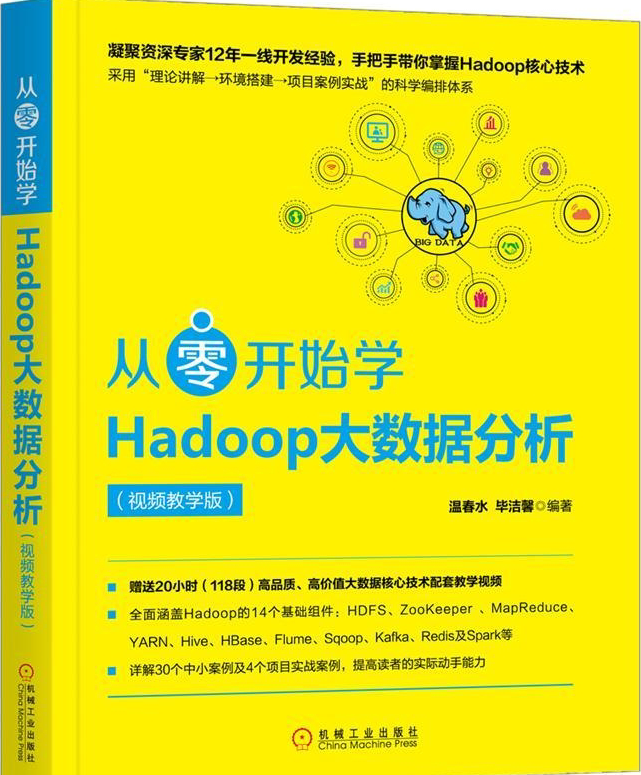 凝聚资深专家12年一线开发经验，手把手带你掌握Hadoop核心技术
采用“理论讲解→环境搭建→项目案例实战”的科学编排体系
BIG DATA
从零开始学
Hadoop大数据分析
（视频教学版）
温春水 毕洁馨◎编著
■ 赠送20小时（118段）高品质、高价值大数据核心技术配套教学视频
■ 全面涵盖Hadoop的14个基础组件：HDFS、ZooKeeper 、MapReduce、
YARN、Hive、HBase、Flume、Sqoop、Kafka、Redis及Spark等
■ 详解30个中小案例及4个项目实战案例，提高读者的实际动手能力
机械工业出版社
China Machine Press
从零开始学
Hadoop大数据分析
（视频教学版）
机械工业出版社
China Machine Press